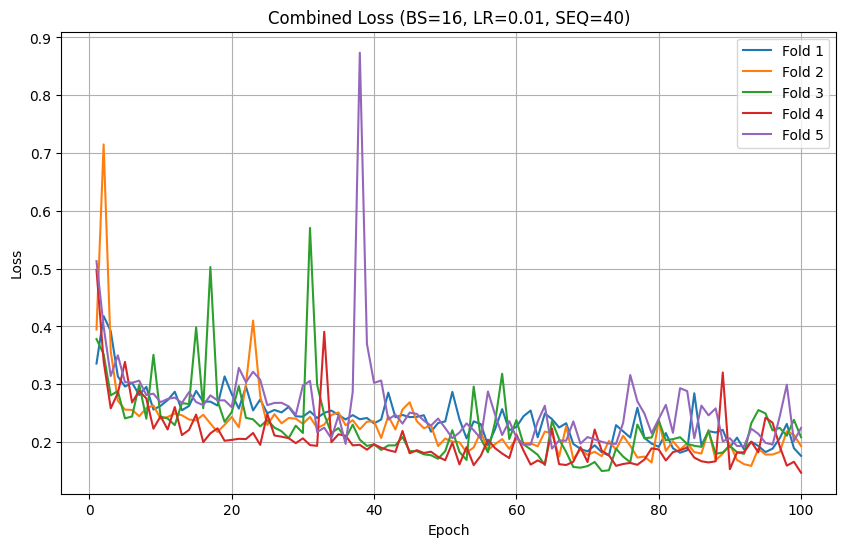 Combined Loss (BS=16, LR=0.01, SEQ=40)
0.9
0.8
0.7
0.6
0.5
0.4
0.3
0.2
Loss
0 20 40 60 80 100
Epoch
Fold 1
Fold 2
Fold 3
Fold 4
Fold 5